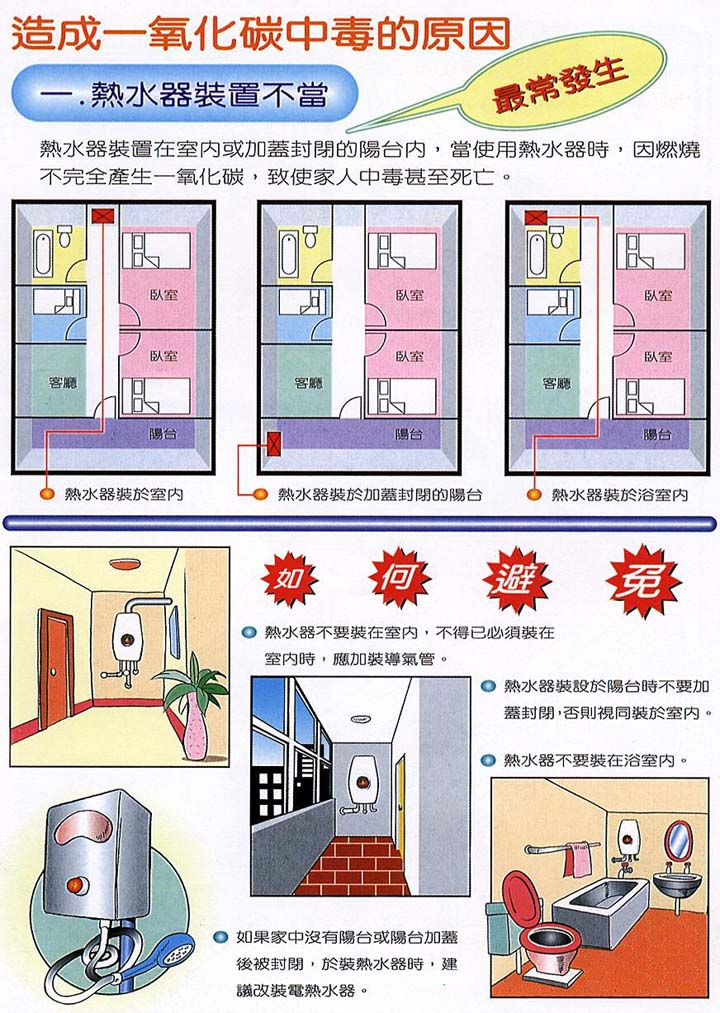 造成一氧化碳中毒的原因
一.熱水器裝置不當
最常發生
熱水器裝置在室內或加蓋封閉的陽台內，當使用熱水器時，因燃燒
不完全產生一氧化碳，致使家人中毒甚至死亡。
臥室
臥室
客廳
陽台
熱水器裝於室內
臥室
臥室
客廳
陽台
熱水器裝於加蓋封閉的陽台
臥室
臥室
客廳
陽台
熱水器裝於浴室內
如何避免
熱水器不要裝在室內，不得已必須裝在
室內時，應加裝導氣管。
熱水器裝設於陽台時不要加
蓋封閉，否則視同裝於室內。
熱水器不要裝在浴室內。
如果家中沒有陽台或陽台加蓋
後被封閉，於裝熱水器時，建
議改裝電熱水器。